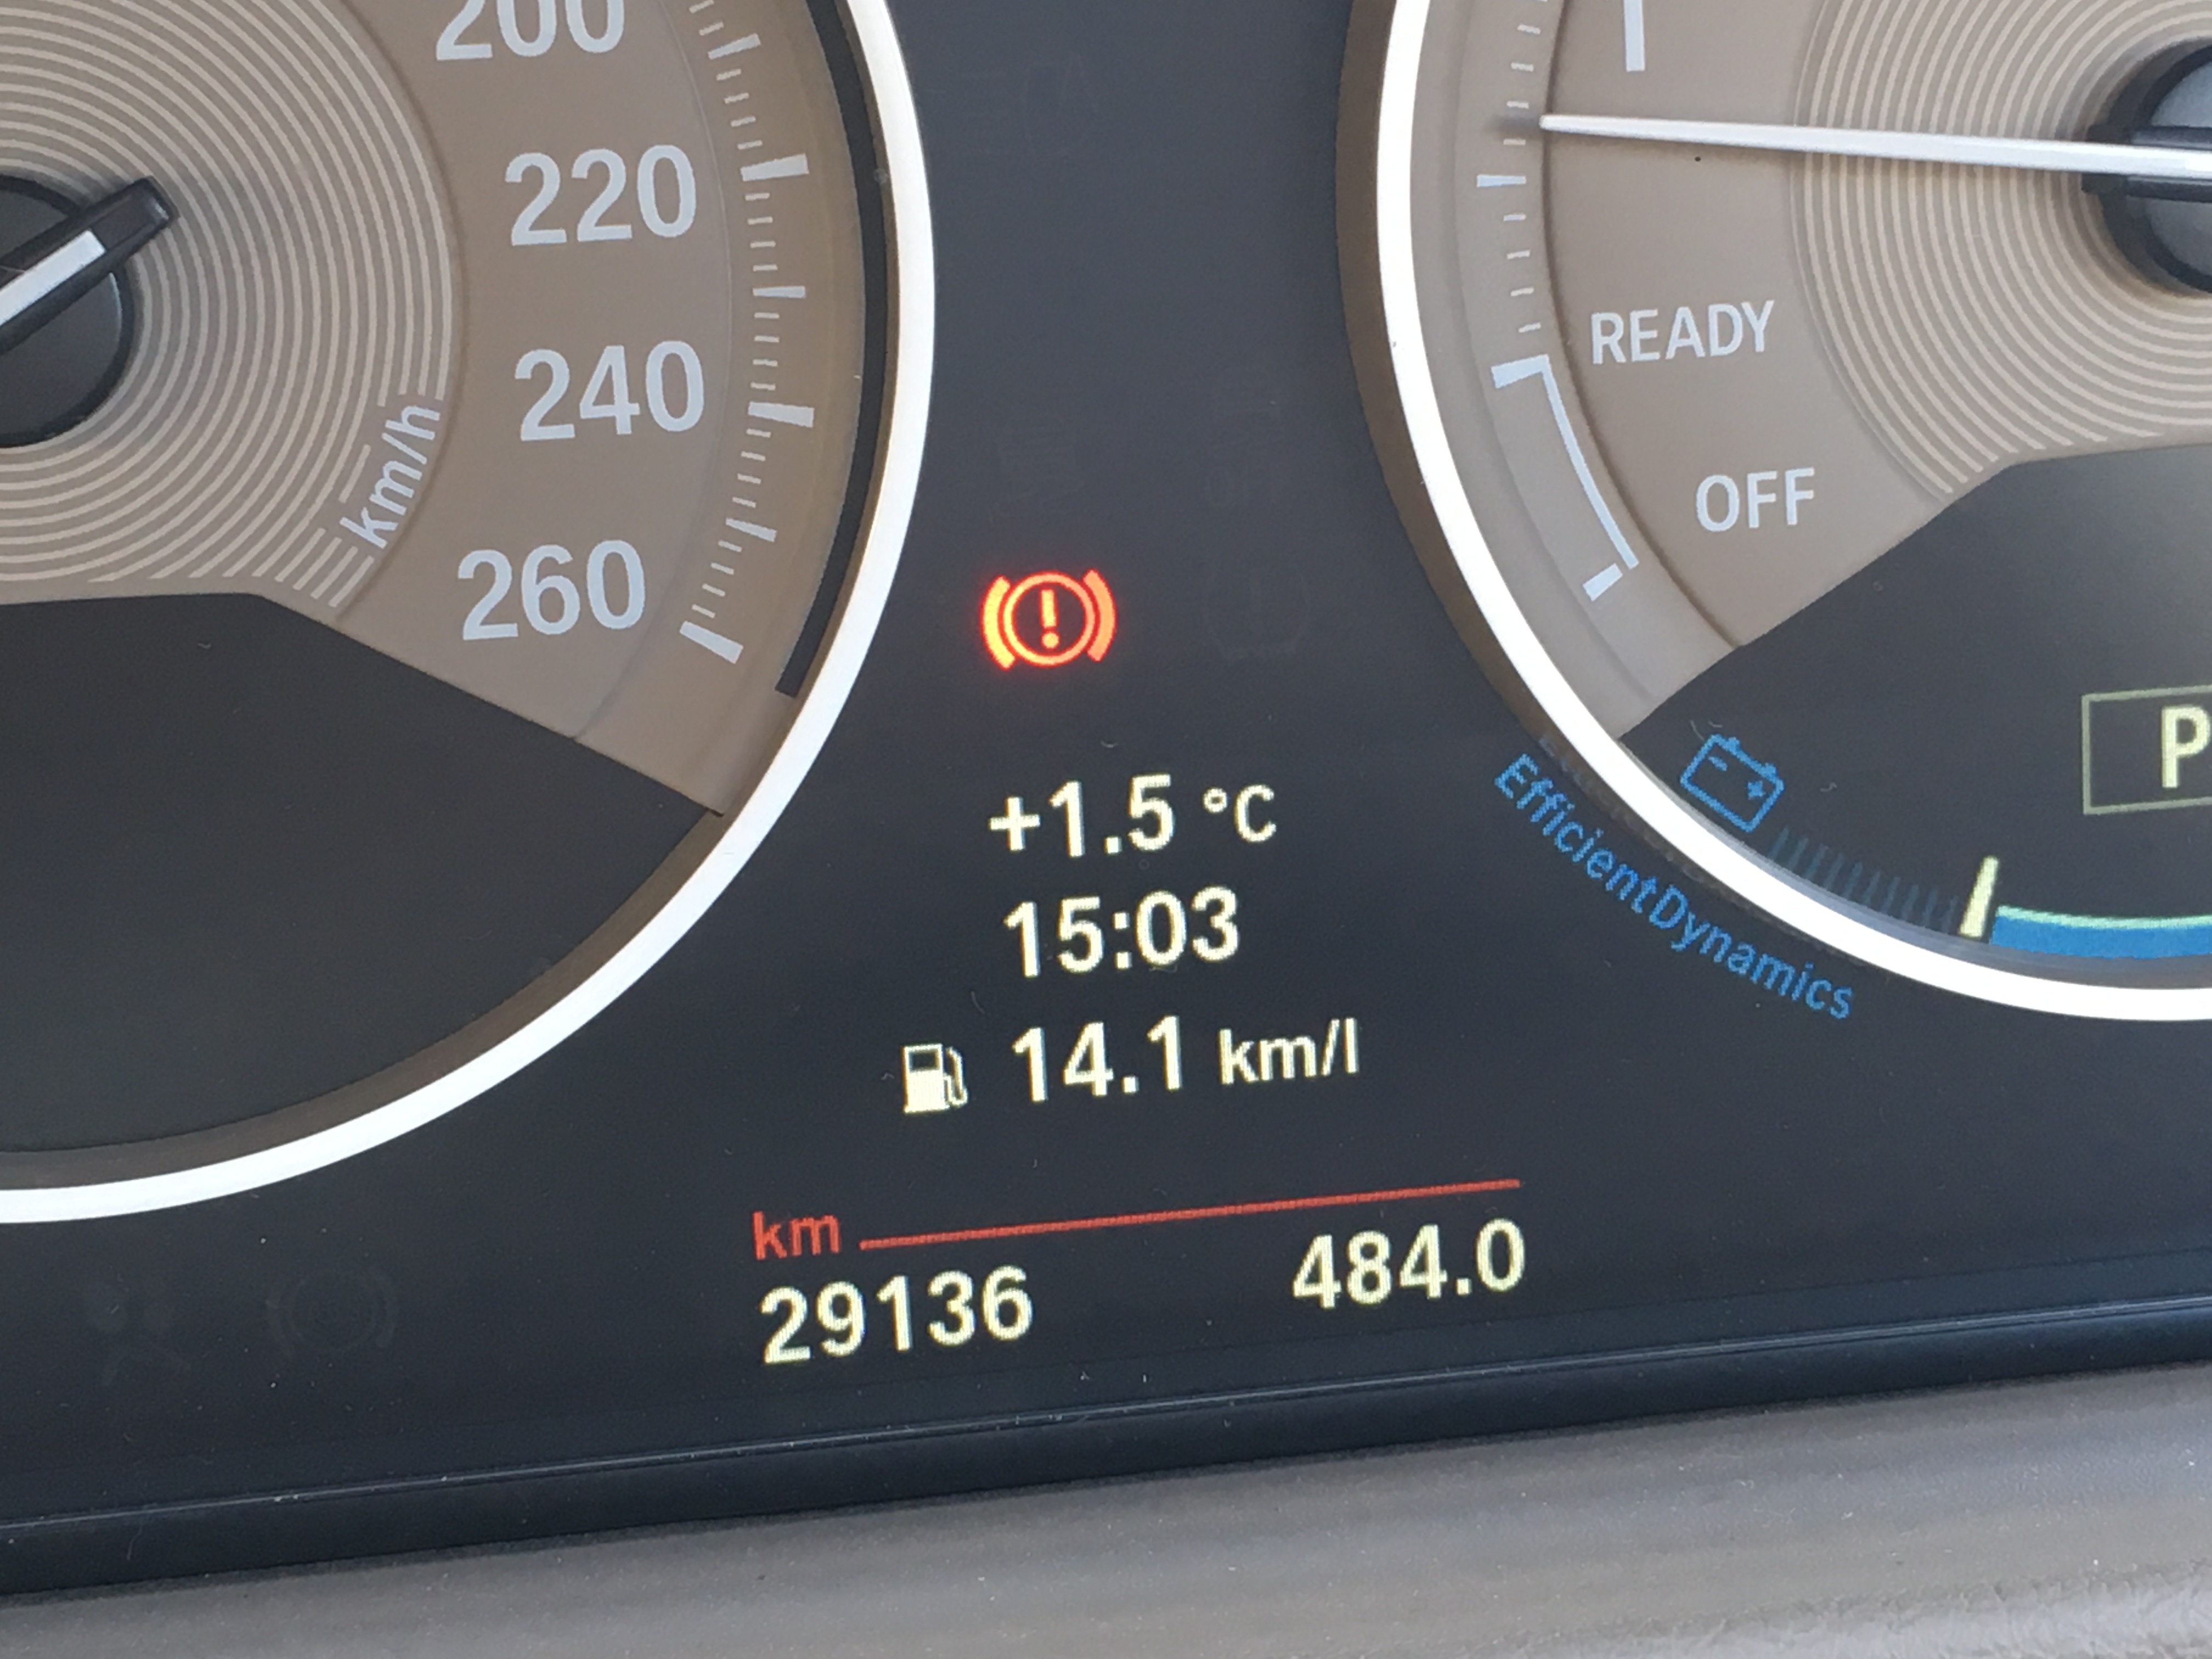 200
220
240
260
km/h
READY
OFF
P
EfficientDynamics
+1.5 °C
15:03
14.1 km/l
km
29136 484.0